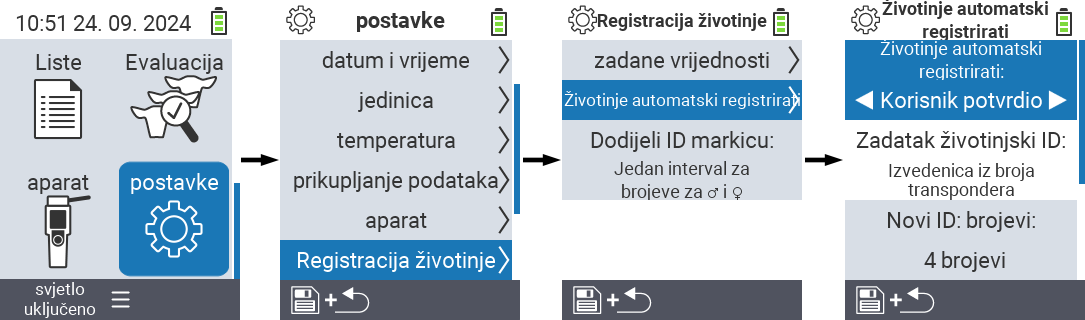 10:51 24. 09. 2024
Liste
Evaluacija
aparat
postavke
svjetlo
uključeno
postavke
datum i vrijeme
jedinica
temperatura
prikupljanje podataka
aparat
Registracija životinje
Registracija životinje
zadane vrijednosti
Životinje automatski registrirati
Dodijeli ID markicu:
Jedan interval za
brojeve za ♂ i ♀
Životinje automatski
registrirati
Životinje automatski
registrirati:
Korisnik potvrdio
Zadatak životinjski ID:
Izvedenica iz broja
transpondera
Novi ID: brojevi:
4 brojevi